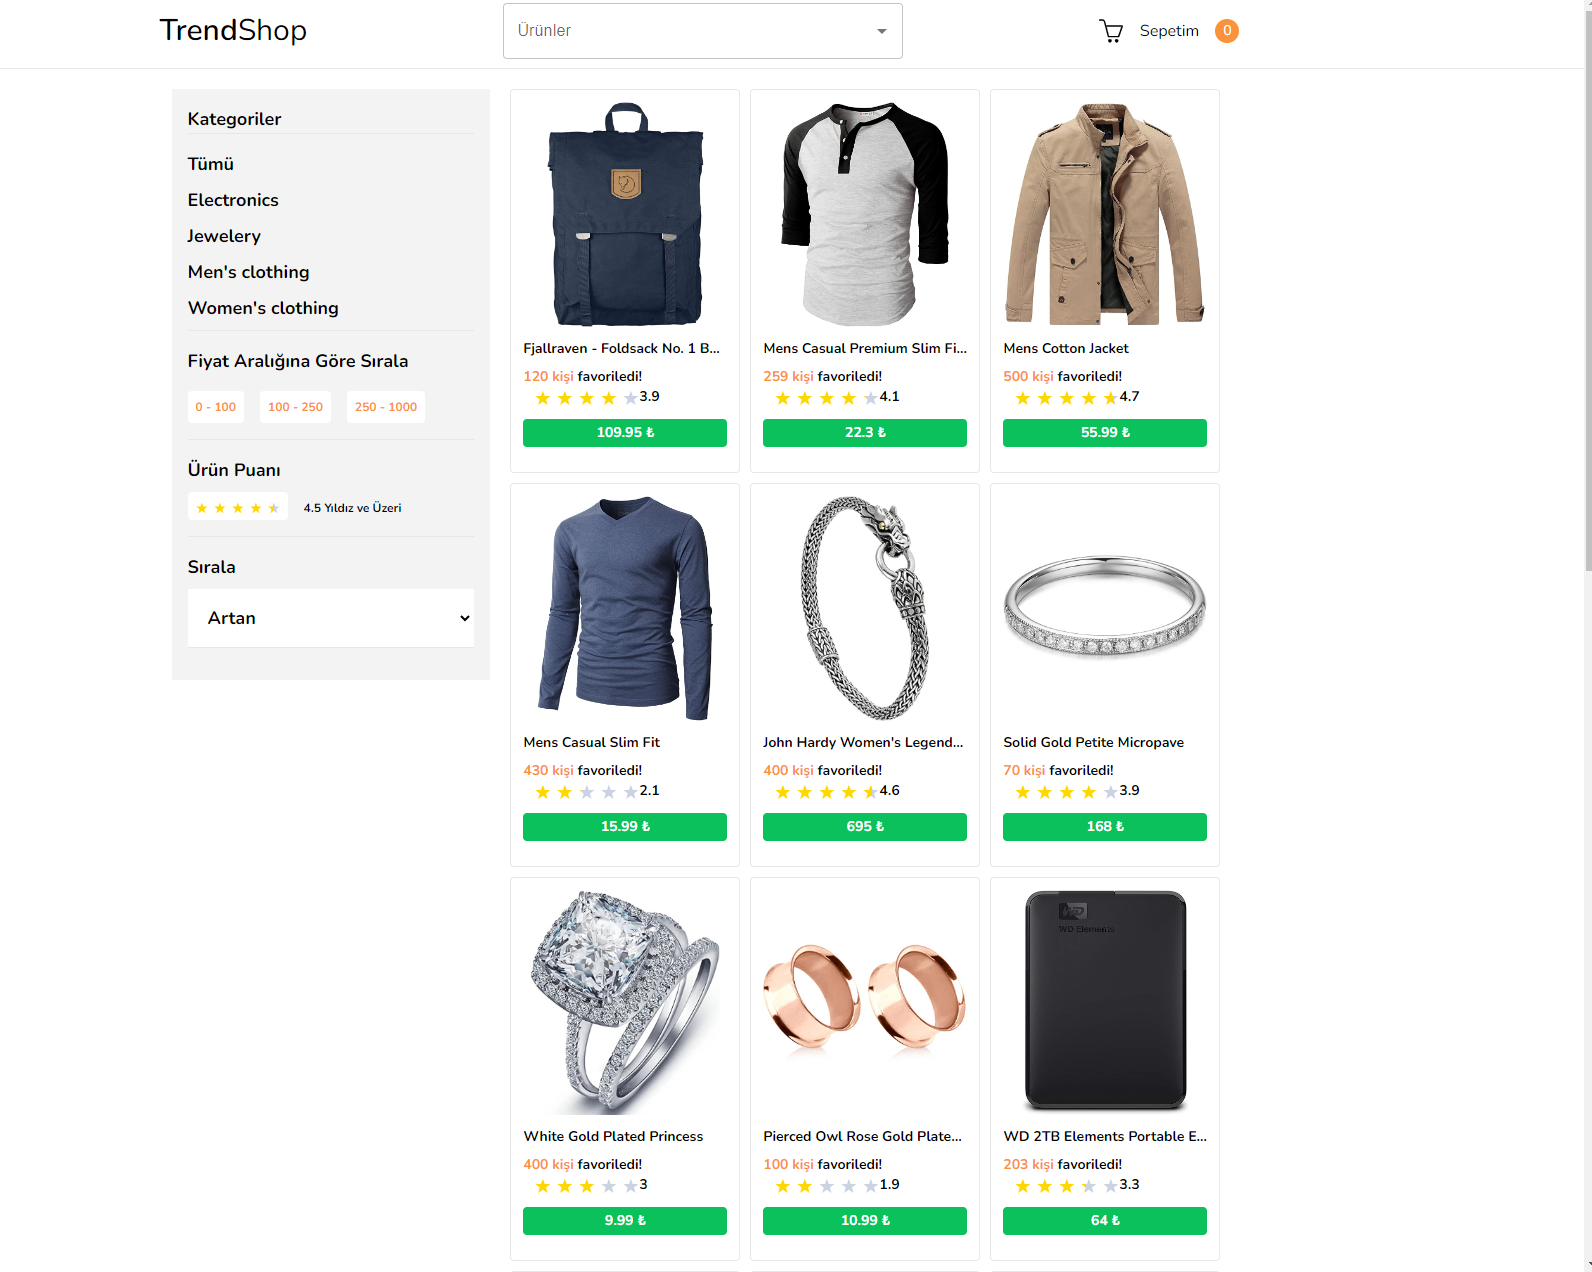 TrendShop
Ürünler
Sepetim 0
Kategoriler
Tümü
Electronics
Jewelery
Men's clothing
Women's clothing
Fiyat Aralığına Göre Sırala
0 - 100 100 - 250 250 - 1000
Ürün Puanı
4.5 Yıldız ve Üzeri
Sırala
Artan
Fjallraven - Foldsack No. 1 B...
120 kişi favoriledi!
3.9
109.95 ₺
Mens Casual Premium Slim Fi...
259 kişi favoriledi!
4.1
22.3 ₺
Mens Cotton Jacket
500 kişi favoriledi!
4.7
55.99 ₺
Mens Casual Slim Fit
430 kişi favoriledi!
2.1
15.99 ₺
John Hardy Women's Legend...
400 kişi favoriledi!
4.6
695 ₺
Solid Gold Petite Micropave
70 kişi favoriledi!
3.9
168 ₺
White Gold Plated Princess
400 kişi favoriledi!
3
9.99 ₺
Pierced Owl Rose Gold Plate...
100 kişi favoriledi!
1.9
10.99 ₺
WD
WD Elements
WD 2TB Elements Portable E...
203 kişi favoriledi!
3.3
64 ₺